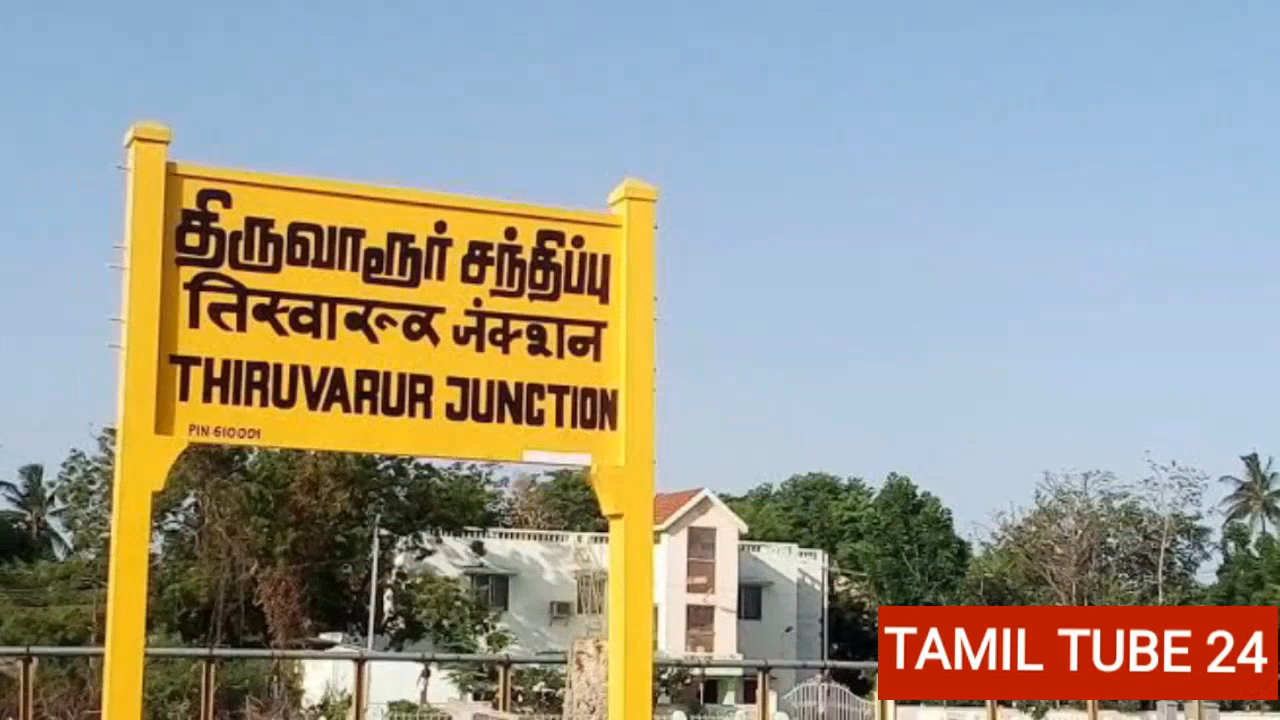 திருவாரூர் சந்திப்பு
तिरुवारूर जंक्शन
THIRUVARUR JUNCTION
PIN 610001
TAMIL TUBE 24